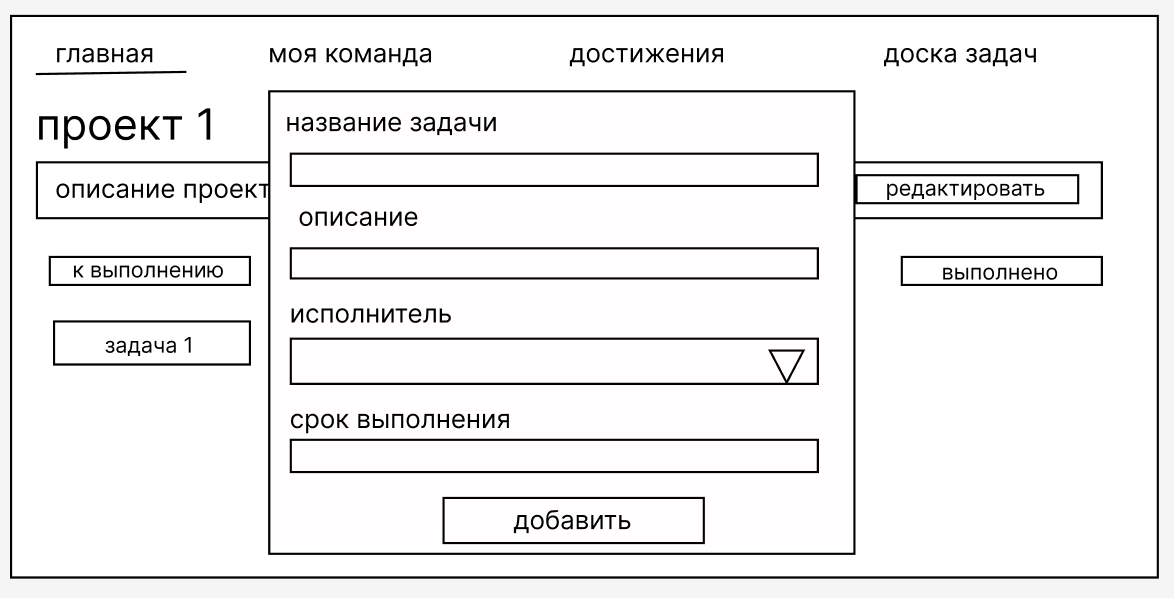 главная
моя команда
достижения
доска задач
проект 1
название задачи
описание проект
редактировать
описание
к выполнению
выполнено
исполнитель
задача 1
срок выполнения
добавить